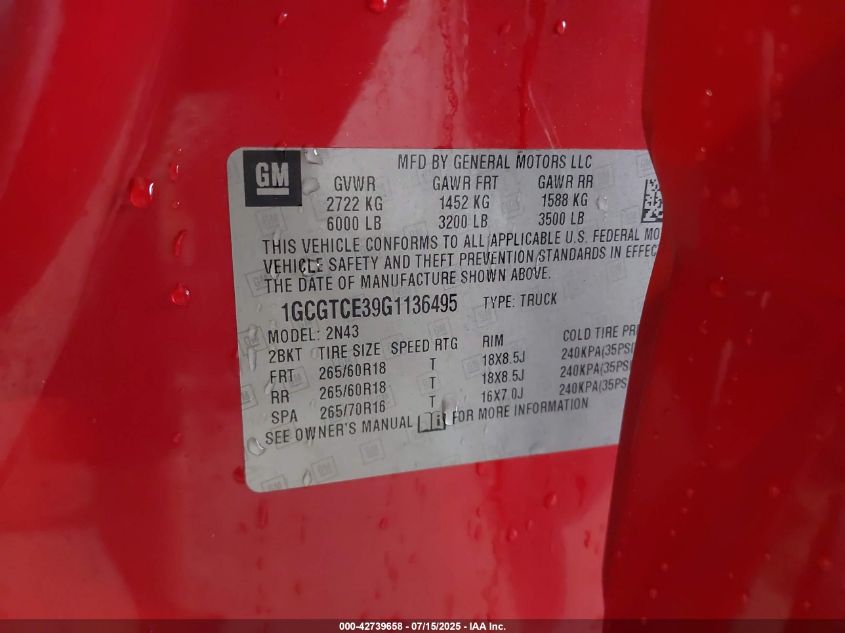 GM
MFD BY GENERAL MOTORS LLC
GVWR GAWR FRT GAWR RR
2722 KG 1452 KG 1588 KG
6000 LB 3200 LB 3500 LB
THIS VEHICLE CONFORMS TO ALL APPLICABLE U.S. FEDERAL MO
VEHICLE SAFETY AND THEFT PREVENTION STANDARDS IN EFFEC
THE DATE OF MANUFACTURE SHOWN ABOVE.
1GCGTCE39G1136495 TYPE: TRUCK
MODEL: 2N43
2BKT TIRE SIZE SPEED RTG RIM COLD TIRE PRE
FRT 265/60R18 T 18X8.5J 240KPA(35PSI
RR 265/60R18 T 18X8.5J 240KPA(35PS
SPA 265/70R16 T 16X7.0J 240KPA(35PS
SEE OWNER'S MANUAL FOR MORE INFORMATION
000-42739658 - 07/15/2025 - IAA Inc.